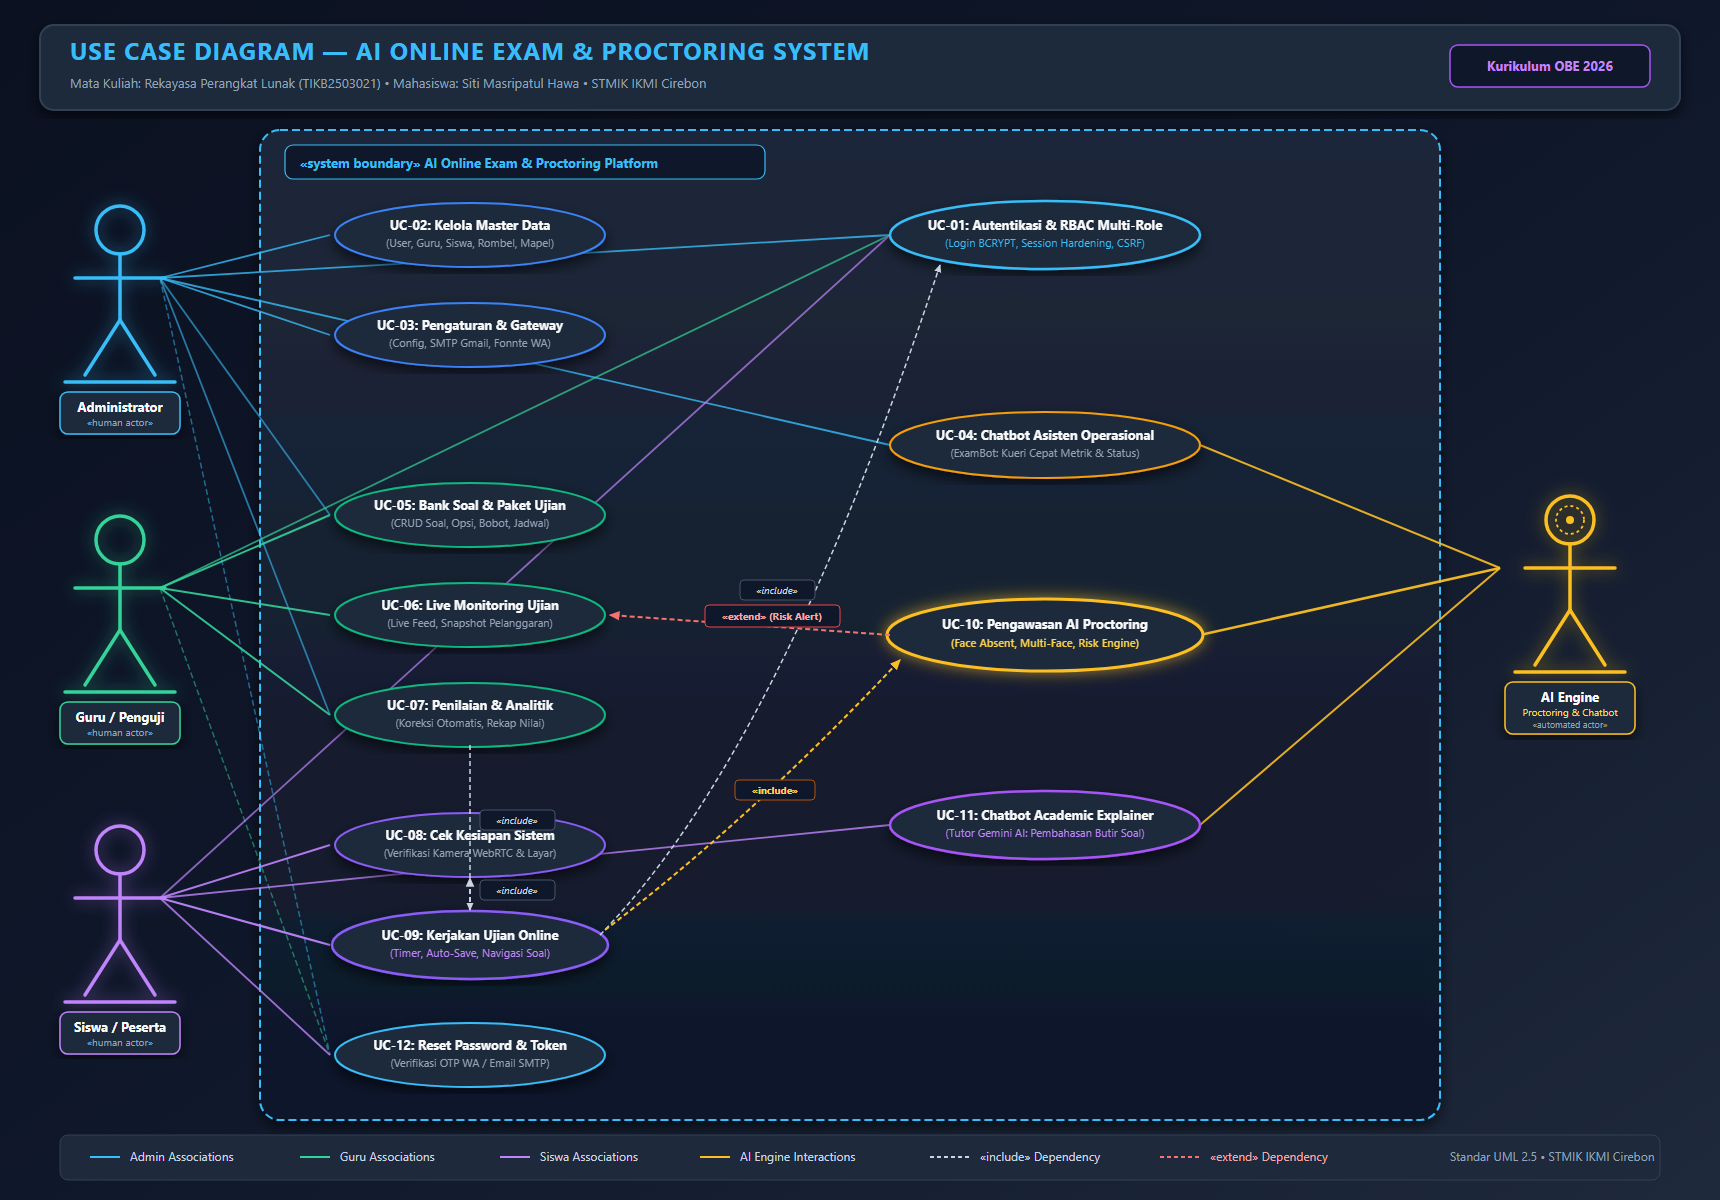 USE CASE DIAGRAM — AI ONLINE EXAM & PROCTORING SYSTEM
Mata Kuliah: Rekayasa Perangkat Lunak (TIKB2503021) • Mahasiswa: Siti Masripatul Hawa • STMIK IKMI Cirebon
Kurikulum OBE 2026
«system boundary» AI Online Exam & Proctoring Platform
UC-02: Kelola Master Data
(User, Guru, Siswa, Rombel, Mapel)
UC-01: Autentikasi & RBAC Multi-Role
(Login BCRYPT, Session Hardening, CSRF)
UC-03: Pengaturan & Gateway
(Config, SMTP Gmail, Fonnte WA)
Administrator
«human actor»
UC-04: Chatbot Asisten Operasional
(ExamBot: Kueri Cepat Metrik & Status)
UC-05: Bank Soal & Paket Ujian
(CRUD Soal, Opsi, Bobot, Jadwal)
«include»
UC-06: Live Monitoring Ujian
(Live Feed, Snapshot Pelanggaran)
«extend» (Risk Alert)
UC-10: Pengawasan AI Proctoring
(Face Absent, Multi-Face, Risk Engine)
Guru / Penguji
«human actor»
UC-07: Penilaian & Analitik
(Koreksi Otomatis, Rekap Nilai)
AI Engine
Proctoring & Chatbot
«automated actor»
«include»
«include»
UC-08: Cek Kesiapan Sistem
(Verifikasi Kamera WebRTC & Layar)
UC-11: Chatbot Academic Explainer
(Tutor Gemini AI: Pembahasan Butir Soal)
«include»
UC-09: Kerjakan Ujian Online
(Timer, Auto-Save, Navigasi Soal)
Siswa / Peserta
«human actor»
UC-12: Reset Password & Token
(Verifikasi OTP WA / Email SMTP)
Admin Associations
Guru Associations
Siswa Associations
AI Engine Interactions
«include» Dependency
«extend» Dependency
Standar UML 2.5 • STMIK IKMI Cirebon